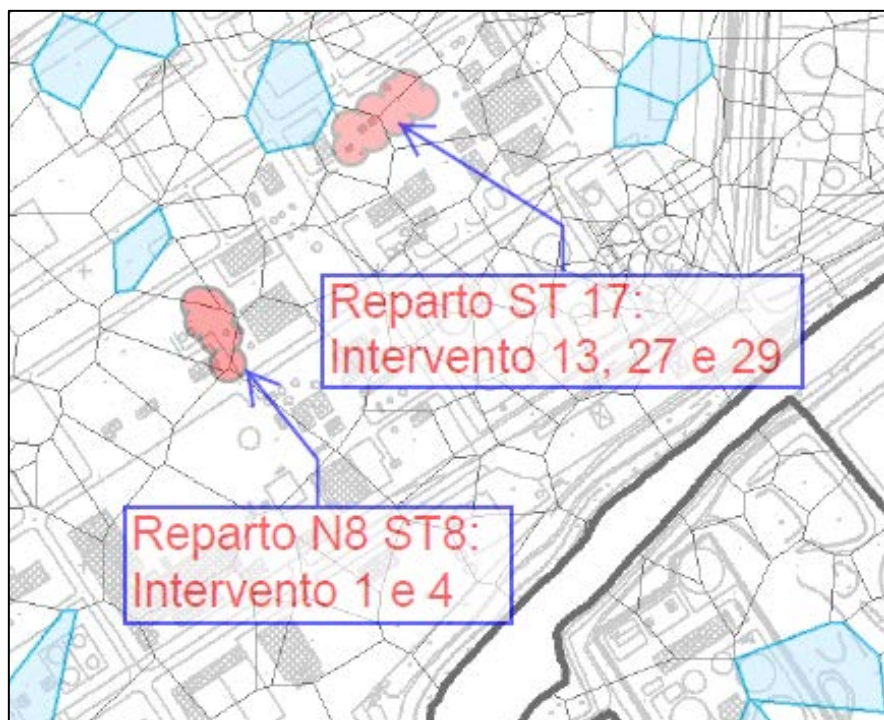 Reparto ST 17:
Intervento 13, 27 e 29
Reparto N8 ST8:
Intervento 1 e 4